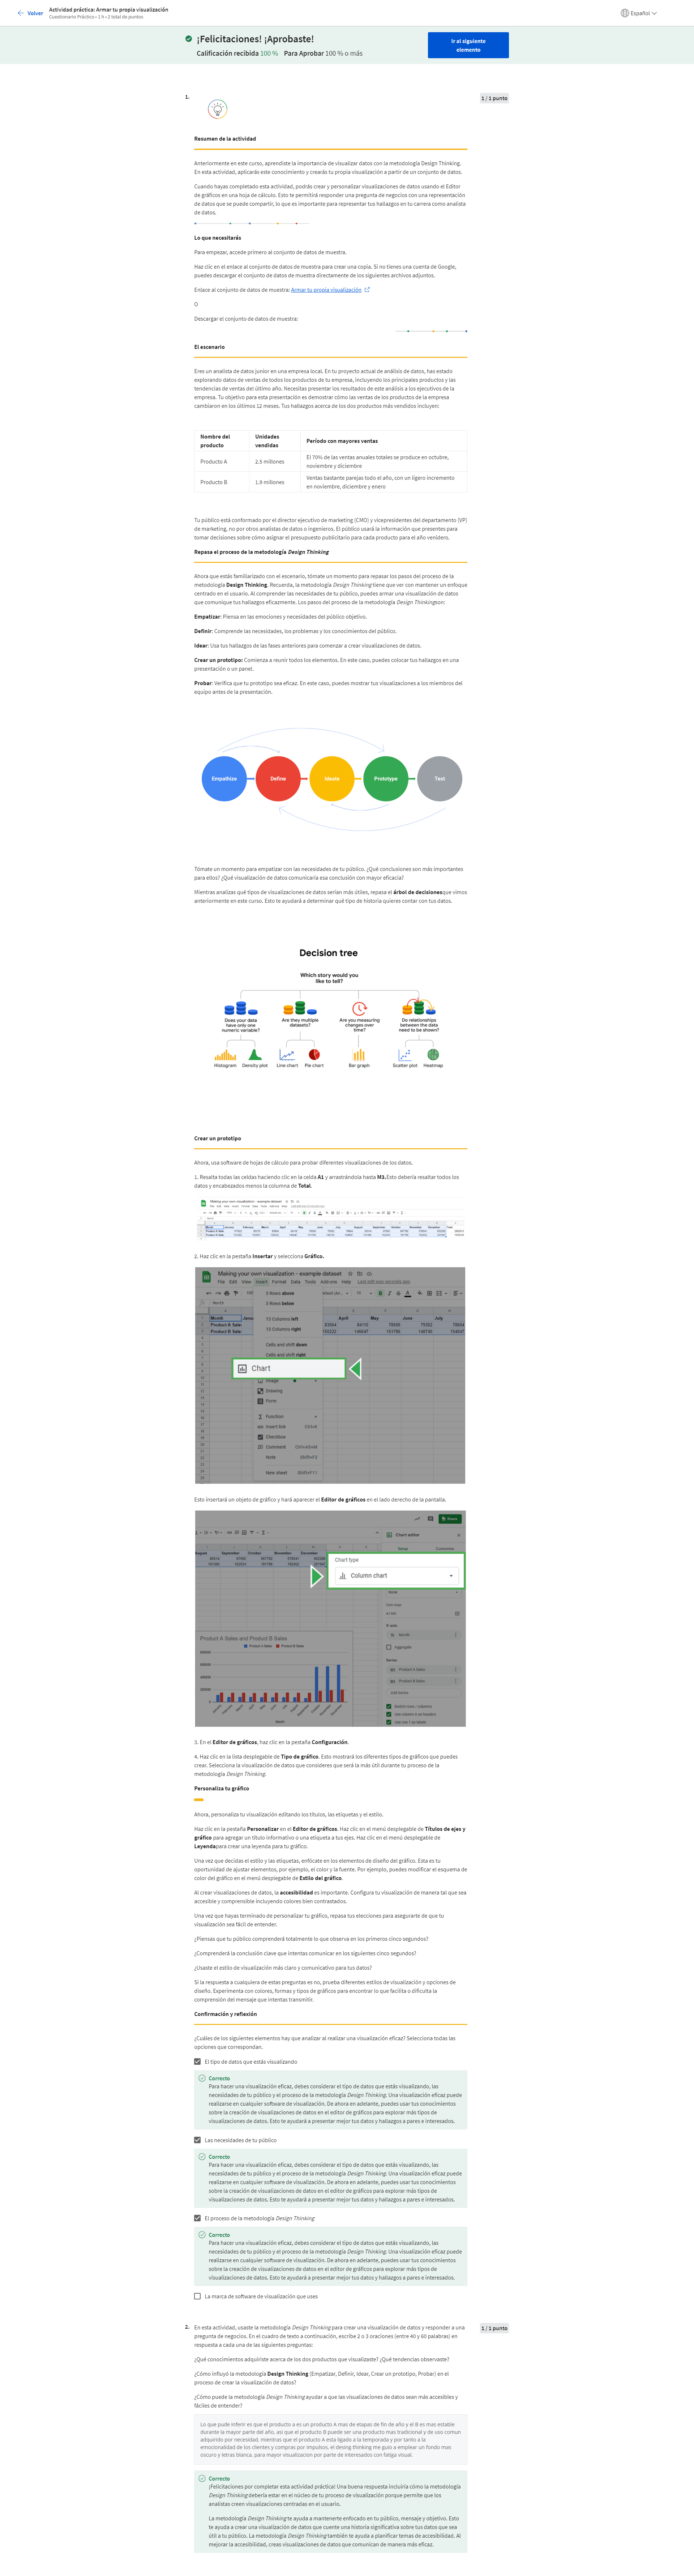 Volver
Actividad práctica: Armar tu propia visualización
Cuestionario Práctico • 1 h • 2 total de puntos
Español
¡Felicitaciones! ¡Aprobaste!
Calificación recibida 100 % Para Aprobar 100 % o más
Ir al siguiente
elemento
1.
1 / 1 punto
Resumen de la actividad
Anteriormente en este curso, aprendiste la importancia de visualizar datos con la metodología Design Thinking.
En esta actividad, aplicarás este conocimiento y crearás tu propia visualización a partir de un conjunto de datos.
Cuando hayas completado esta actividad, podrás crear y personalizar visualizaciones de datos usando el Editor
de gráficos en una hoja de cálculo. Esto te permitirá responder una pregunta de negocios con una visualización
de datos que se puede compartir, lo que es importante para representar tus hallazgos en tu carrera como analista
de datos.
Lo que necesitarás
Para empezar, accede primero al conjunto de datos de muestra.
Haz clic en el enlace al conjunto de datos de muestra para crear una copia. Si no tienes una cuenta de Google,
puedes descargar el conjunto de datos de muestra directamente de los siguientes archivos adjuntos.
Enlace al conjunto de datos de muestra: Armar tu propia visualización
O
Descargar el conjunto de datos de muestra:
El escenario
Eres un analista de datos junior en una empresa local. En tu proyecto actual de análisis de datos, has estado
explorando datos de ventas de todos los productos de tu empresa, incluyendo los principales productos y las
tendencias de ventas del último año. Necesitas presentar los resultados de este análisis a los ejecutivos de la
empresa. Tu objetivo para esta presentación es demostrar cómo las ventas de los productos de la empresa
cambiaron en los últimos 12 meses. Tus hallazgos acerca de los dos productos más vendidos incluyen:
Nombre del producto Unidades vendidas Período con mayores ventas
Producto A 2.5 millones El 70% de las ventas anuales totales se produce en octubre, noviembre y diciembre
Producto B 1.9 millones Ventas bastante parejas todo el año, con un ligero incremento en noviembre, diciembre y enero
Tu público está conformado por el director ejecutivo de marketing (CMO) y vicepresidentes del departamento (VP)
de marketing, no por otros analistas de datos o ingenieros. El público usará la información que presentes para
tomar decisiones sobre cómo asignar el presupuesto publicitario para cada producto para el año venidero.
Repasa el proceso de la metodología Design Thinking
Ahora que estás familiarizado con el escenario, tómate un momento para repasar los pasos del proceso de la
metodología Design Thinking. Recuerda, la metodología Design Thinking tiene que ver con mantener un enfoque
centrado en el usuario. Al comprender las necesidades de tu público, puedes armar una visualización de datos
que comunique tus hallazgos eficazmente. Los pasos del proceso de la metodología Design Thinkingson:
Empatizar: Piensa en las emociones y necesidades del público objetivo.
Definir: Comprende las necesidades, los problemas y los conocimientos del público.
Idear: Usa tus hallazgos de las fases anteriores para comenzar a crear visualizaciones de datos.
Crear un prototipo: Comienza a reunir todos los elementos. En este caso, puedes colocar tus hallazgos en una
presentación o un panel.
Probar: Verifica que tu prototipo sea eficaz. En este caso, puedes mostrar tus visualizaciones a los miembros del
equipo antes de la presentación.
Empathize Define Ideate Prototype Test
Tómate un momento para empatizar con las necesidades de tu público. ¿Qué conclusiones son más importantes
para ellos? ¿Qué visualización de datos comunicaría esa conclusión con mayor eficacia?
Mientras analizas qué tipos de visualizaciones de datos serían más útiles, repasa el árbol de decisionesque vimos
anteriormente en este curso. Esto te ayudará a determinar qué tipo de historia quieres contar con tus datos.
Decision tree
Which story would you
like to tell?
Does your data have only one numeric variable?
Are they multiple datasets?
Are you measuring changes over time?
Do relationships between the data need to be shown?
Histogram Density plot Line chart Pie chart Bar graph Scatter plot Heatmap
Crear un prototipo
Ahora, usa software de hojas de cálculo para probar diferentes visualizaciones de los datos.
1. Resalta todas las celdas haciendo clic en la celda A1 y arrastrándola hasta M3.Esto debería resaltar todos los
datos y encabezados menos la columna de Total.
2. Haz clic en la pestaña Insertar y selecciona Gráfico.
Making your own visualization - example dataset
File Edit View Insert Format Data Tools Add-ons Help
3 Rows above
3 Rows below
13 Columns left
13 Columns right
Cells and shift down
Cells and shift right
Chart
Image
Drawing
Form
Function
Insert link
Checkbox
Comment
Note
New sheet
Esto insertará un objeto de gráfico y hará aparecer el Editor de gráficos en el lado derecho de la pantalla.
Share
Chart editor
Chart type
Column chart
Product A Sales and Product B Sales
3. En el Editor de gráficos, haz clic en la pestaña Configuración.
4. Haz clic en la lista desplegable de Tipo de gráfico. Esto mostrará los diferentes tipos de gráficos que puedes
crear. Selecciona la visualización de datos que consideres que será la más útil durante tu proceso de la
metodología Design Thinking.
Personaliza tu gráfico
Ahora, personaliza tu visualización editando los títulos, las etiquetas y el estilo.
Haz clic en la pestaña Personalizar en el Editor de gráficos. Haz clic en el menú desplegable de Títulos de ejes y
gráfico para agregar un título informativo o una etiqueta a tus ejes. Haz clic en el menú desplegable de
Leyendapara crear una leyenda para tu gráfico.
Una vez que decidas el estilo y las etiquetas, enfócate en los elementos de diseño del gráfico. Esta es tu
oportunidad de ajustar elementos, por ejemplo, el color y la fuente. Por ejemplo, puedes modificar el esquema de
color del gráfico en el menú desplegable de Estilo del gráfico.
Al crear visualizaciones de datos, la accesibilidad es importante. Configura tu visualización de manera tal que sea
accesible y comprensible incluyendo colores bien contrastados.
Una vez que hayas terminado de personalizar tu gráfico, repasa tus elecciones para asegurarte de que tu
visualización sea fácil de entender.
¿Piensas que tu público comprenderá totalmente lo que observa en los primeros cinco segundos?
¿Comprenderá la conclusión clave que intentas comunicar en los siguientes cinco segundos?
¿Usaste el estilo de visualización más claro y comunicativo para tus datos?
Si la respuesta a cualquiera de estas preguntas es no, prueba diferentes estilos de visualización y opciones de
diseño. Experimenta con colores, formas y tipos de gráficos para encontrar lo que facilita o dificulta la
comprensión del mensaje que intentas transmitir.
Confirmación y reflexión
¿Cuáles de los siguientes elementos hay que analizar al realizar una visualización eficaz? Selecciona todas las
opciones que correspondan.
El tipo de datos que estás visualizando
Correcto
Para hacer una visualización eficaz, debes considerar el tipo de datos que estás visualizando, las
necesidades de tu público y el proceso de la metodología Design Thinking. Una visualización eficaz puede
realizarse en cualquier software de visualización. De ahora en adelante, puedes usar tus conocimientos
sobre la creación de visualizaciones de datos en el editor de gráficos para explorar más tipos de
visualizaciones de datos. Esto te ayudará a presentar mejor tus datos y hallazgos a pares e interesados.
Las necesidades de tu público
Correcto
Para hacer una visualización eficaz, debes considerar el tipo de datos que estás visualizando, las
necesidades de tu público y el proceso de la metodología Design Thinking. Una visualización eficaz puede
realizarse en cualquier software de visualización. De ahora en adelante, puedes usar tus conocimientos
sobre la creación de visualizaciones de datos en el editor de gráficos para explorar más tipos de
visualizaciones de datos. Esto te ayudará a presentar mejor tus datos y hallazgos a pares e interesados.
El proceso de la metodología Design Thinking
Correcto
Para hacer una visualización eficaz, debes considerar el tipo de datos que estás visualizando, las
necesidades de tu público y el proceso de la metodología Design Thinking. Una visualización eficaz puede
realizarse en cualquier software de visualización. De ahora en adelante, puedes usar tus conocimientos
sobre la creación de visualizaciones de datos en el editor de gráficos para explorar más tipos de
visualizaciones de datos. Esto te ayudará a presentar mejor tus datos y hallazgos a pares e interesados.
La marca de software de visualización que uses
2.
1 / 1 punto
En esta actividad, usaste la metodología Design Thinking para crear una visualización de datos y responder a una
pregunta de negocios. En el cuadro de texto a continuación, escribe 2 o 3 oraciones (entre 40 y 60 palabras) en
respuesta a cada una de las siguientes preguntas:
¿Qué conocimientos adquiriste acerca de los dos productos que visualizaste? ¿Qué tendencias observaste?
¿Cómo influyó la metodología Design Thinking (Empatizar, Definir, Idear, Crear un prototipo, Probar) en el
proceso de crear la visualización de datos?
¿Cómo puede la metodología Design Thinking ayudar a que las visualizaciones de datos sean más accesibles y
fáciles de entender?
Lo que pude inferir es que el producto a es un producto A mas de etapas de fin de año y el B es mas estable
durante la mayor parte del año, asi que el producto B puede ser una producto mas tradicional y de uso comun
adquirido por necesidad, mientras que el producto A esta ligado a la temporada y por tanto a la
emocionalidad de los clientes y compras por impulsos, el desing thinking me guio a emplear un fondo mas
oscuro y letras blanca, para mayor visualizacion por parte de interesados con fatiga visual.
Correcto
¡Felicitaciones por completar esta actividad práctica! Una buena respuesta incluiría cómo la metodología
Design Thinking debería estar en el núcleo de tu proceso de visualización porque permite que los
analistas creen visualizaciones centradas en el usuario.
La metodología Design Thinking te ayuda a mantenerte enfocado en tu público, mensaje y objetivo. Esto
te ayuda a crear una visualización de datos que cuente una historia significativa sobre tus datos que sea
útil a tu público. La metodología Design Thinking también te ayuda a planificar temas de accesibilidad. Al
mejorar la accesibilidad, creas visualizaciones de datos que comunican de manera más eficaz.